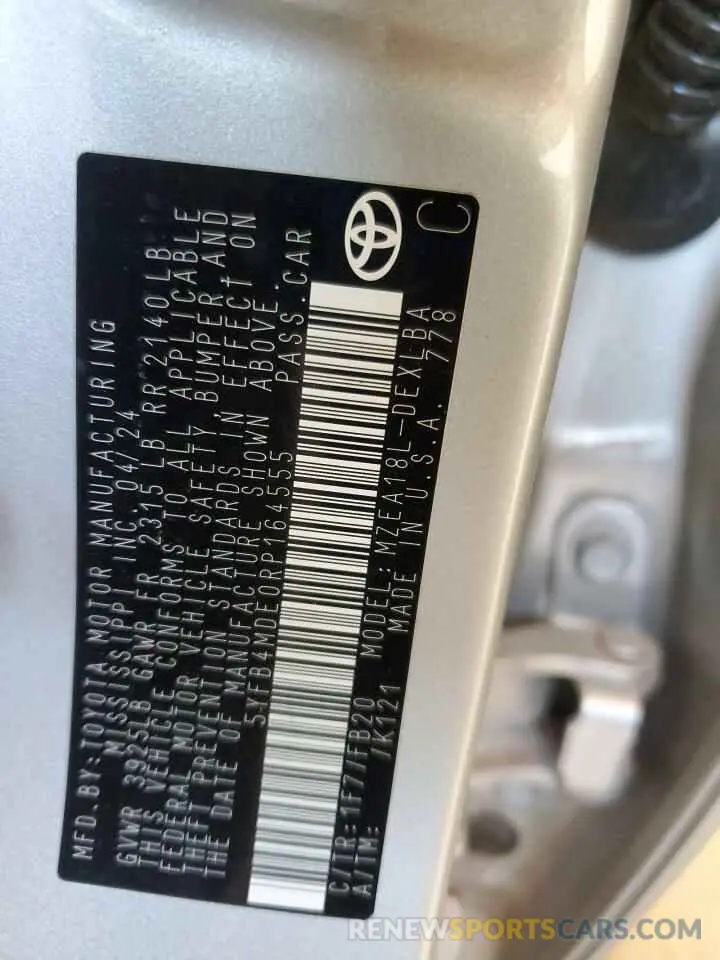 MFD.BY:TOYOTA MOTOR MANUFACTURING
MISSISSIPPI INC. 04/24
GVWR 3925LB GAWR FR 2315 LB RR 2140 LB
THIS VEHICLE CONFORMS TO ALL APPLICABLE
FEDERAL MOTOR VEHICLE SAFETY, BUMPER AND
THEFT PREVENTION STANDARDS IN EFFECT ON
THE DATE OF MANUFACTURE SHOWN ABOVE.
5YFB4MDE0RP164555 PASS.CAR
C/TR:1F7/FB20 MODEL:MZEA18L-DEXLBA
A/TM: /K121 MADE IN U.S.A. 778
C
RENEWSPORTSCARS.COM